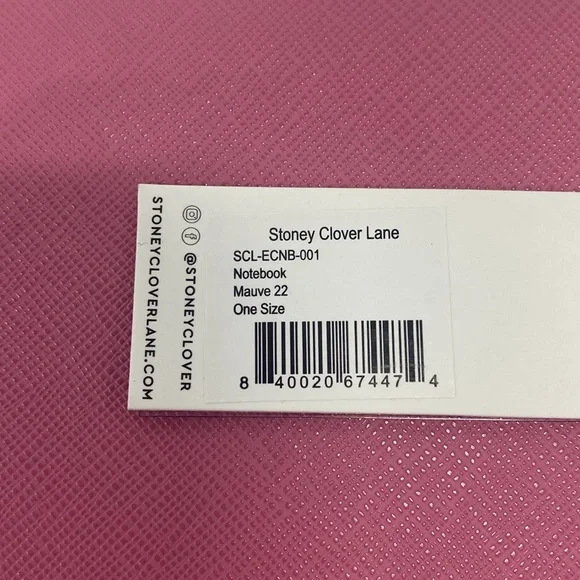 Stoney Clover Lane
SCL-ECNB-001
Notebook
Mauve 22
One Size
8 40020 67447 4
@STONEYCLOVER
STONEYCLOVERLANE.COM